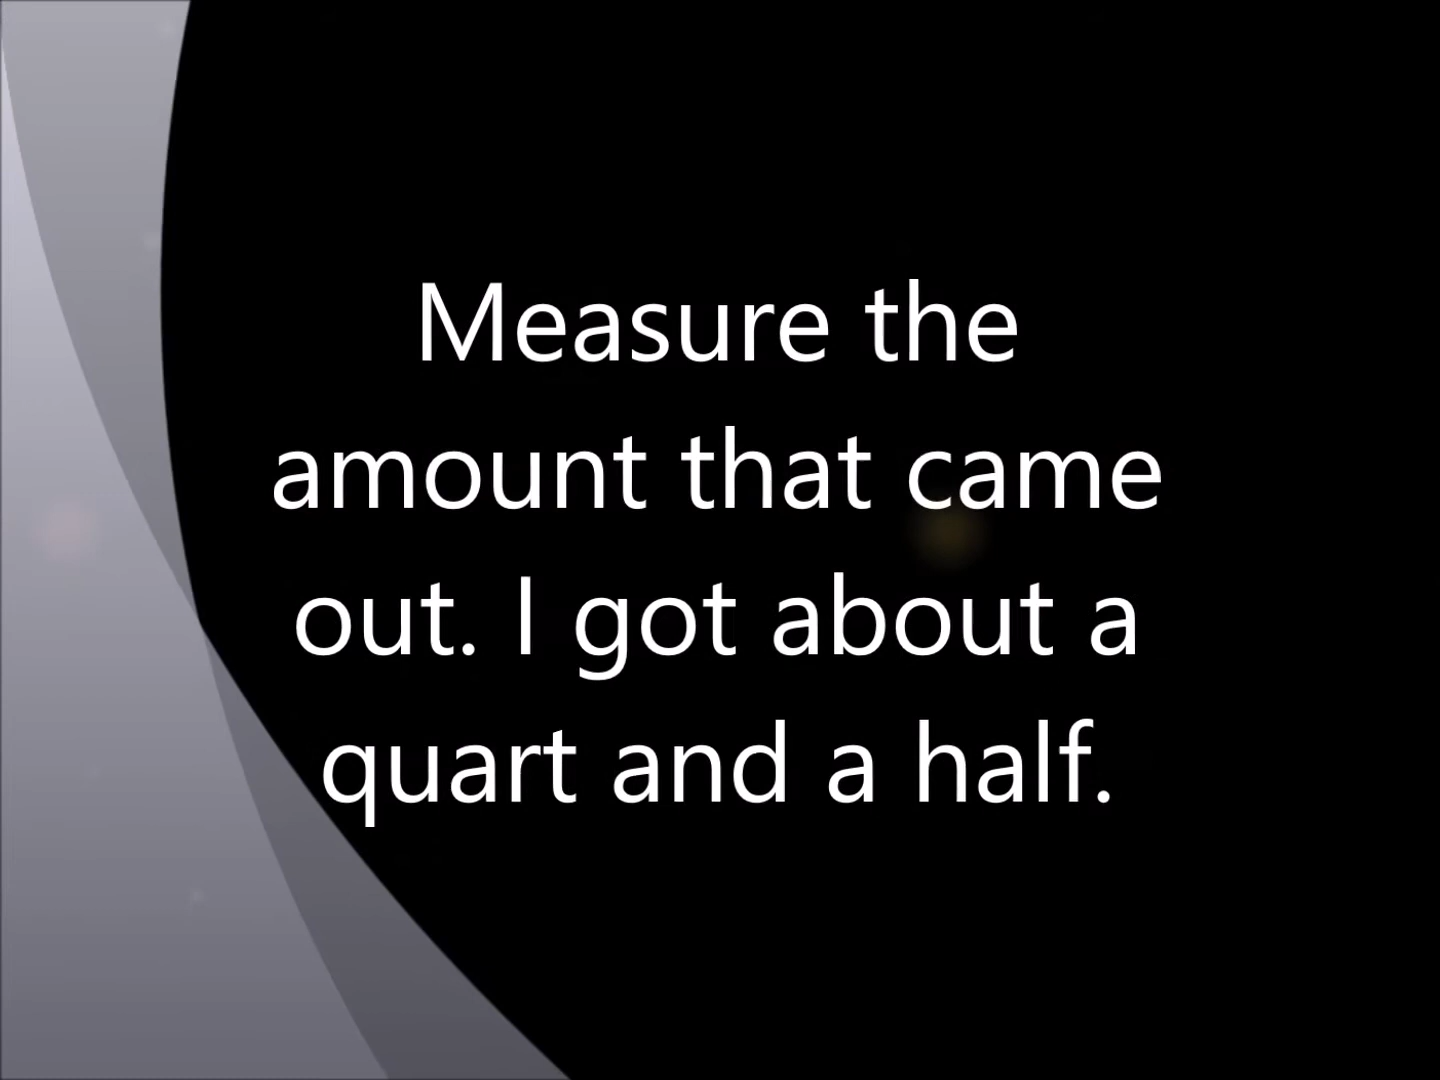 Measure the
amount that came
out. I got about a
quart and a half.